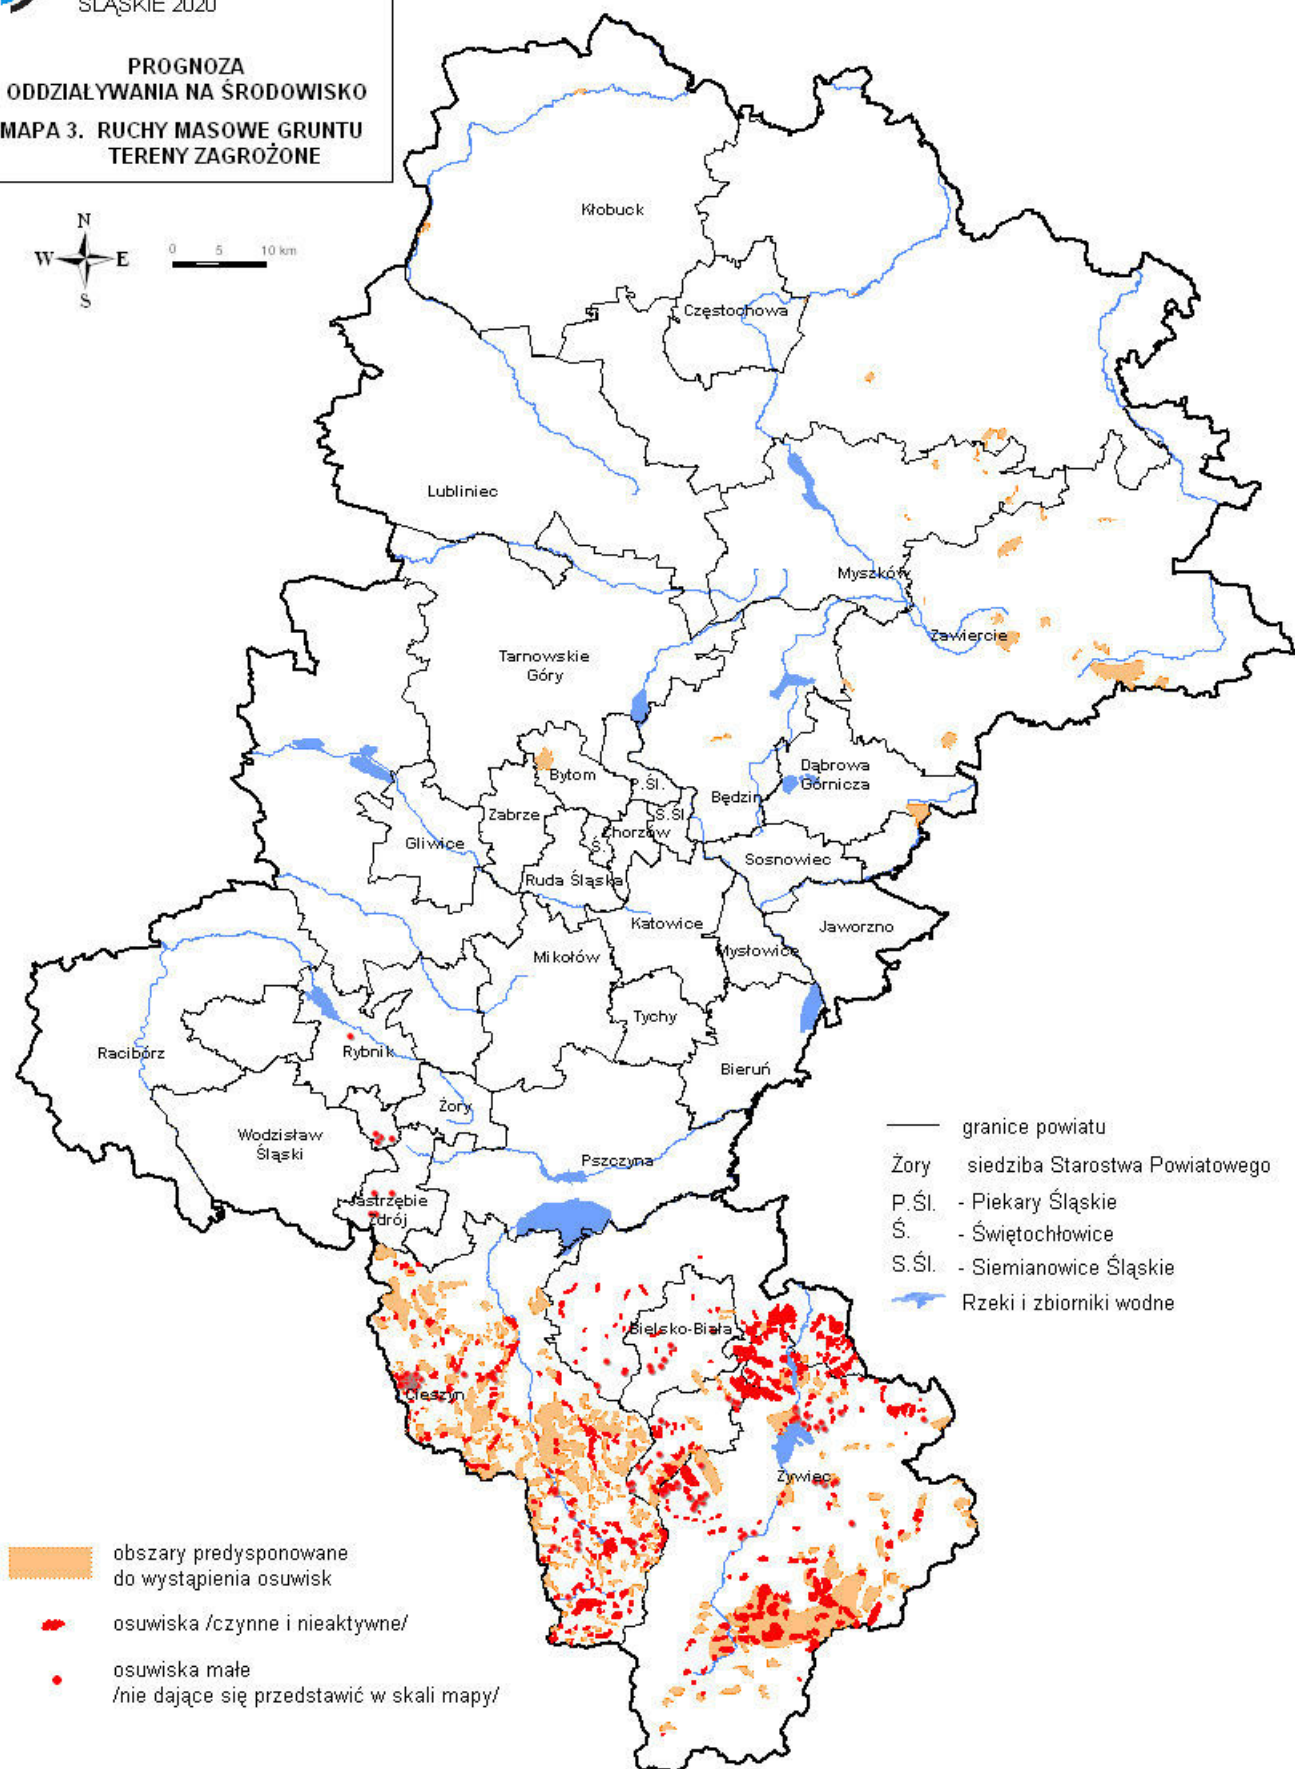 ŚLĄSKIE 2020
PROGNOZA
ODDZIAŁYWANIA NA ŚRODOWISKO
MAPA 3. RUCHY MASOWE GRUNTU
TERENY ZAGROŻONE
N
W E
S
0 5 10 km
Kłobuck
Częstochowa
Lubliniec
Myszków
Zawiercie
Tarnowskie
Góry
Bytom
P.Śl.
Będzin
Dąbrowa
Górnicza
Zabrze
S.Śl.
Chorzów
Ś.
Gliwice
Sosnowiec
Ruda Śląska
Katowice
Jaworzno
Mikołów
Mysłowice
Tychy
Racibórz
Rybnik
Bieruń
Żory
Wodzisław
Śląski
Pszczyna
Jastrzębie
Zdrój
Bielsko-Biała
Cieszyn
Żywiec
granice powiatu
Żory siedziba Starostwa Powiatowego
P.Śl. - Piekary Śląskie
Ś. - Świętochłowice
S.Śl. - Siemianowice Śląskie
Rzeki i zbiorniki wodne
obszary predysponowane
do wystąpienia osuwisk
osuwiska /czynne i nieaktywne/
osuwiska małe
/nie dające się przedstawić w skali mapy/